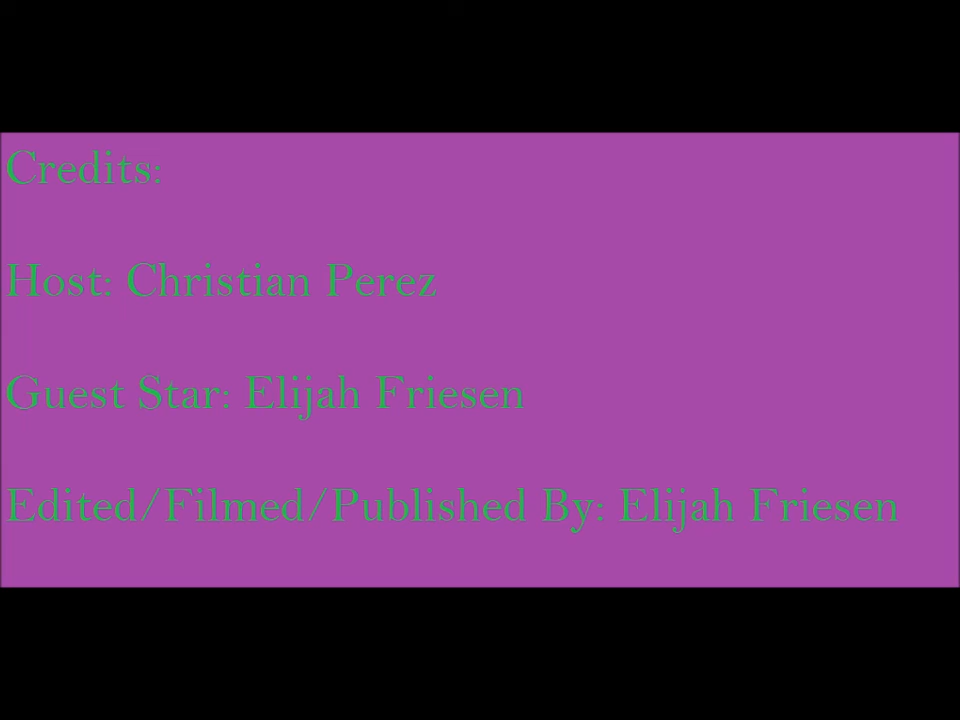 Credits:
Host: Christian Perez
Guest Star: Elijah Friesen
Edited/Filmed/Published By: Elijah Friesen